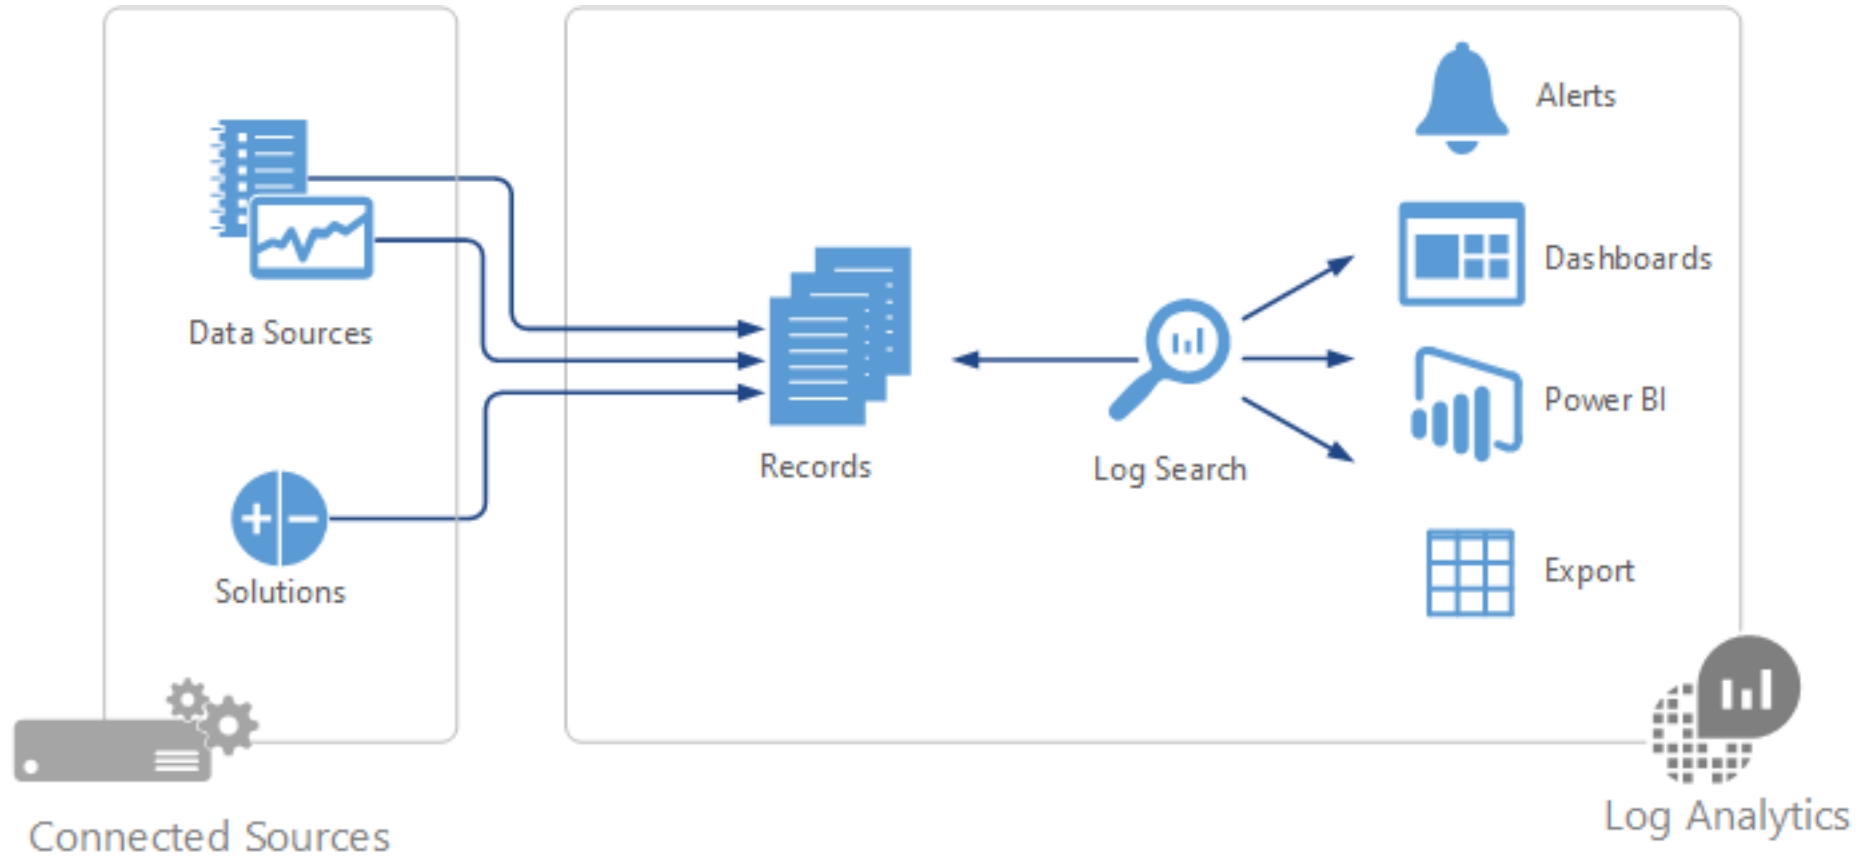 Alerts
Dashboards
Data Sources
Power BI
Records
Log Search
Export
Solutions
Log Analytics
Connected Sources